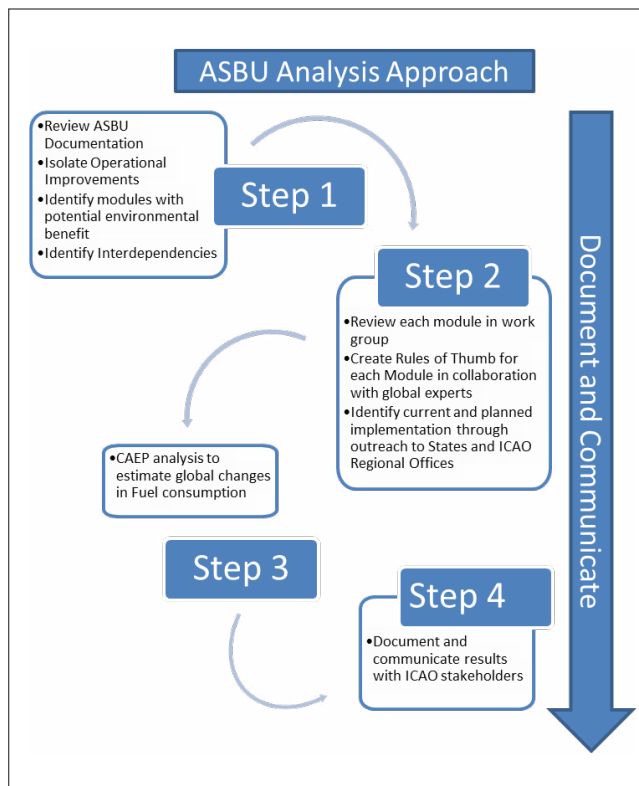 ASBU Analysis Approach
•Review ASBU
Documentation
•Isolate Operational
Improvements
•Identify modules with
potential environmental
benefit
•Identify Interdependencies
Step 1
Step 2
•Review each module in work
group
•Create Rules of Thumb for
each Module in collaboration
with global experts
•Identify current and planned
implementation through
outreach to States and ICAO
Regional Offices
•CAEP analysis to
estimate global changes
in Fuel consumption
Step 3
Step 4
•Document and
communicate results
with ICAO stakeholders
Document and Communicate